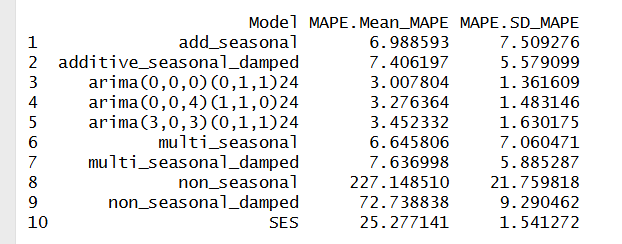 Model MAPE.Mean_MAPE MAPE.SD_MAPE
1 add_seasonal 6.988593 7.509276
2 additive_seasonal_damped 7.406197 5.579099
3 arima(0,0,0)(0,1,1)24 3.007804 1.361609
4 arima(0,0,4)(1,1,0)24 3.276364 1.483146
5 arima(3,0,3)(0,1,1)24 3.452332 1.630175
6 multi_seasonal 6.645806 7.060471
7 multi_seasonal_damped 7.636998 5.885287
8 non_seasonal 227.148510 21.759818
9 non_seasonal_damped 72.738838 9.290462
10 SES 25.277141 1.541272